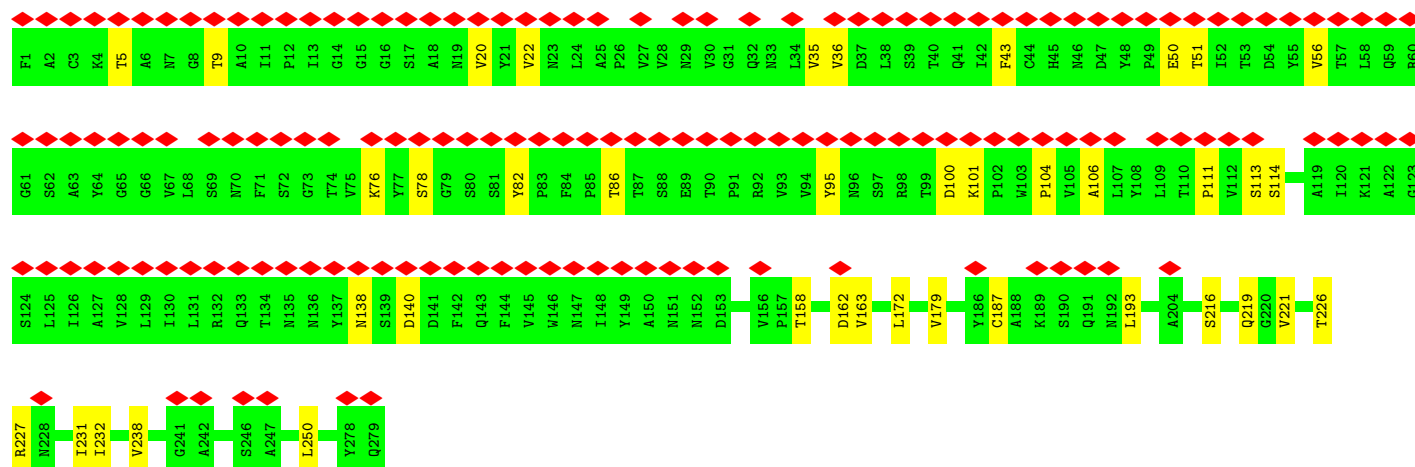 F1 A2 C3 K4 T5 A6 N7 G8 T9 A10 I11 P12 I13 G14 G15 G16 S17 A18 N19 V20 Y21 V22 N23 L24 A25 P26 V27 V28 N29 V30 G31 Q32 N33 L34 V35 V36 D37 L38 S39 T40 Q41 I42 F43 C44 H45 N46 D47 Y48 P49 E50 T51 I52 T53 D54 Y55 V56 T57 L58 Q59 R60
G61 S62 A63 Y64 G65 G66 V67 L68 S69 N70 F71 S72 G73 T74 V75 K76 Y77 S78 G79 S80 S81 Y82 P83 F84 P85 T86 T87 S88 E89 T90 P91 R92 V93 V94 Y95 N96 S97 R98 T99 D100 K101 P102 W103 P104 V105 A106 L107 Y108 L109 T110 P111 V112 S113 S114 A119 I120 K121 A122 G123
S124 L125 I126 A127 V128 L129 I130 L131 R132 Q133 T134 N135 N136 Y137 N138 S139 D140 D141 F142 Q143 F144 V145 W146 N147 I148 Y149 A150 N151 N152 D153 V156 P157 T158 D162 V163 L172 V179 Y186 C187 A188 K189 S190 Q191 N192 L193 A204 S216 Q219 G220 V221 T226
R227 N228 I231 I232 V238 G241 A242 S246 A247 L250 Y278 Q279